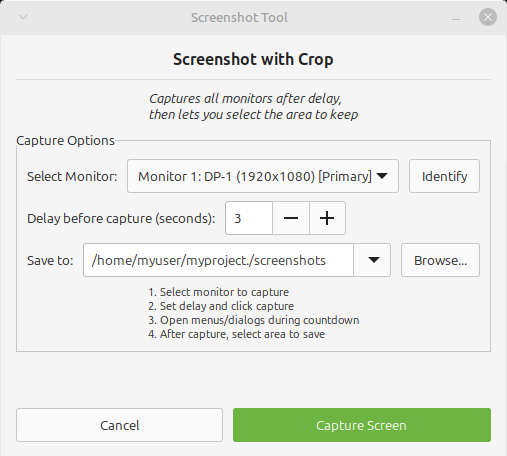 Screenshot Tool
Screenshot with Crop
Captures all monitors after delay,
then lets you select the area to keep
Capture Options
Select Monitor: Monitor 1: DP-1 (1920x1080) [Primary] Identify
Delay before capture (seconds): 3
Save to: /home/myuser/myproject./screenshots Browse...
1. Select monitor to capture
2. Set delay and click capture
3. Open menus/dialogs during countdown
4. After capture, select area to save
Cancel Capture Screen